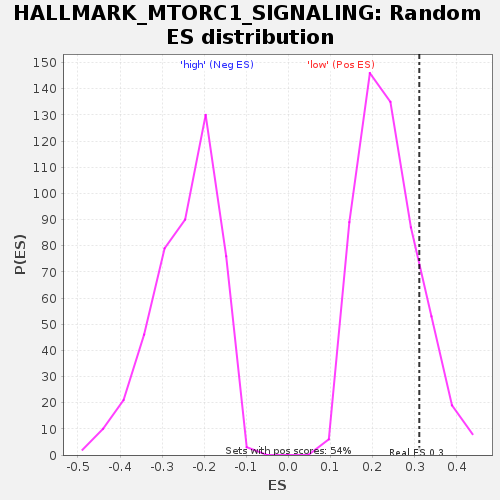 HALLMARK_MTORC1_SIGNALING: Random
ES distribution
'high' (Neg ES)
'low' (Pos ES)
150
140
130
120
110
100
90
80
70
60
50
40
30
20
10
0
P(ES)
Sets with pos scores: 54%
Real ES 0.3
-0.5 -0.4 -0.3 -0.2 -0.1 0.0 0.1 0.2 0.3 0.4
ES